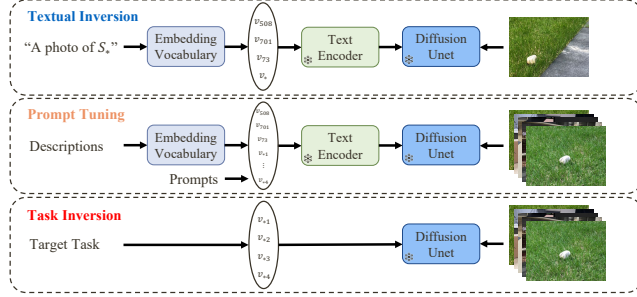 Textual Inversion
“A photo of S*”
Embedding
Vocabulary
v508
v701
v73
v*
Text
Encoder
Diffusion
Unet
Prompt Tuning
Descriptions
Embedding
Vocabulary
Prompts
v508
v701
v73
v*1
⋮
v*4
Text
Encoder
Diffusion
Unet
Task Inversion
Target Task
v*1
v*2
v*3
v*4
Diffusion
Unet